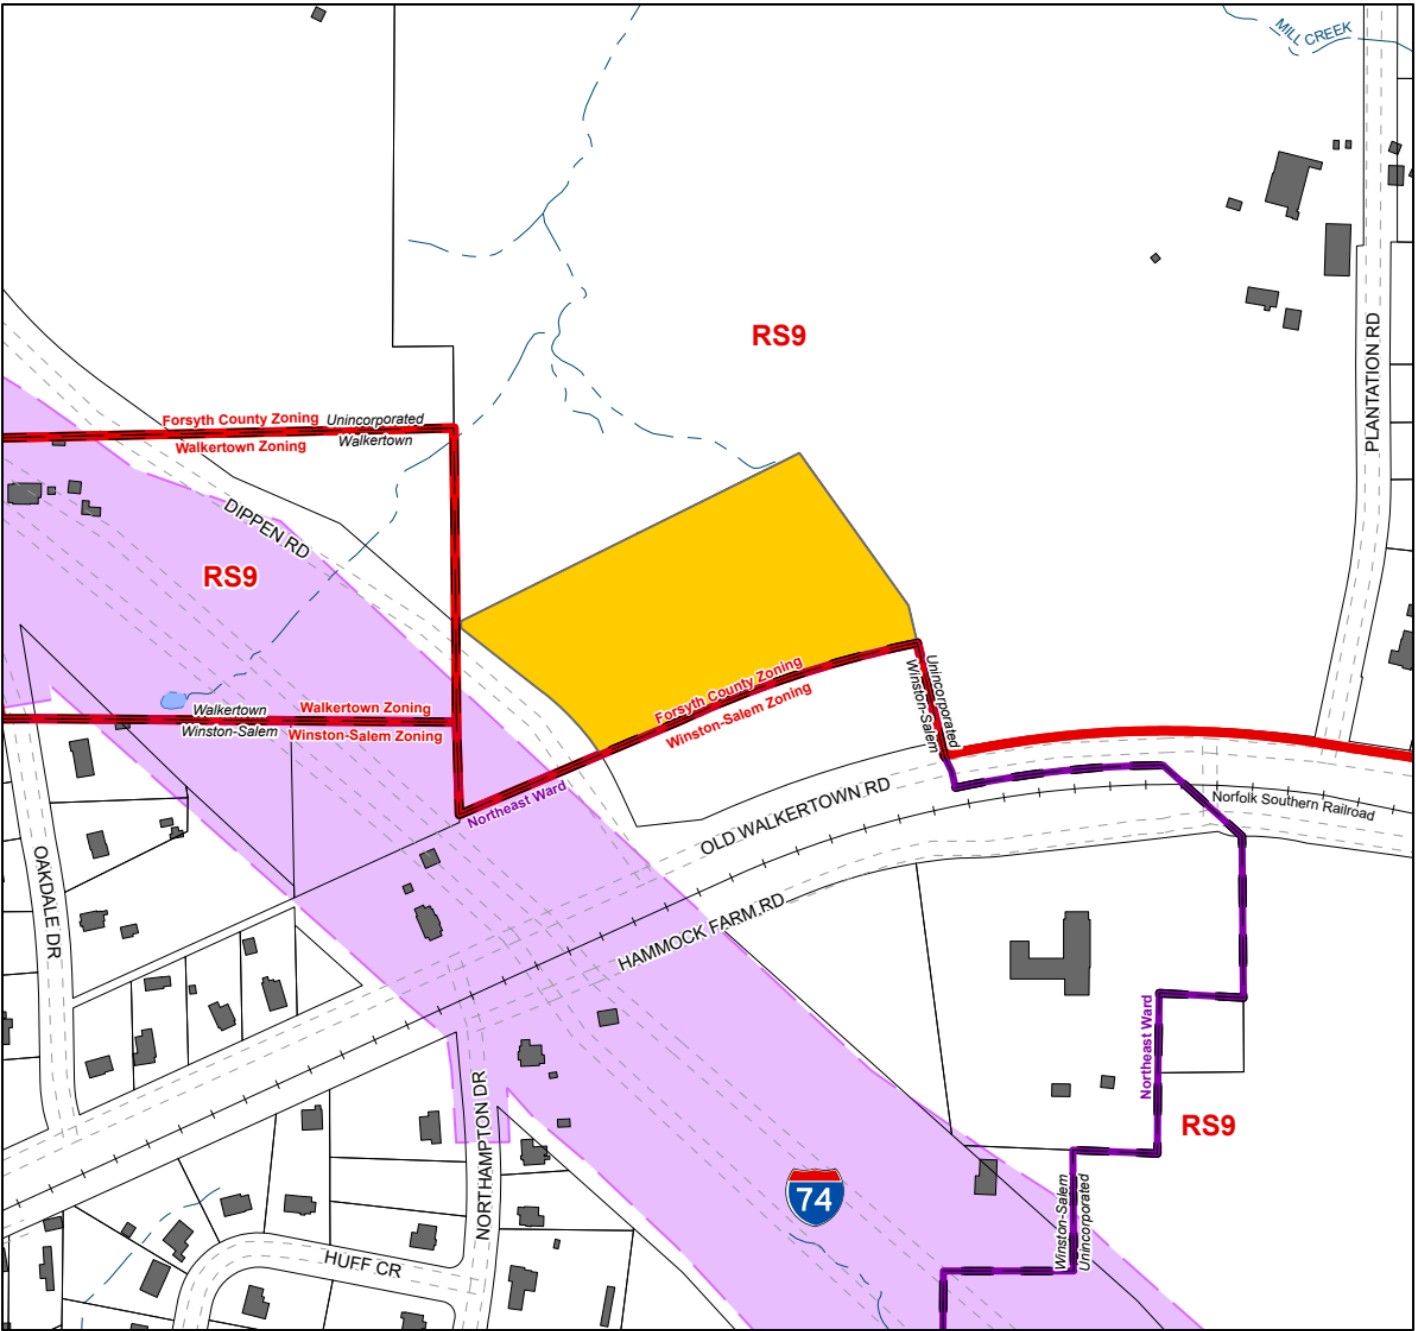 MILL CREEK
RS9
PLANTATION RD
Forsyth County Zoning Unincorporated
Walkertown Zoning Walkertown
DIPPEN RD
RS9
Walkertown Walkertown Zoning
Winston-Salem Winston-Salem Zoning
Forsyth County Zoning
Winston-Salem Zoning
Unincorporated
Winston-Salem
Northeast Ward
OLD WALKERTOWN RD
Norfolk Southern Railroad
OAKDALE DR
HAMMOCK FARM RD
Northeast Ward
RS9
NORTHAMPTON DR
74
Winston-Salem
Unincorporated
HUFF CR